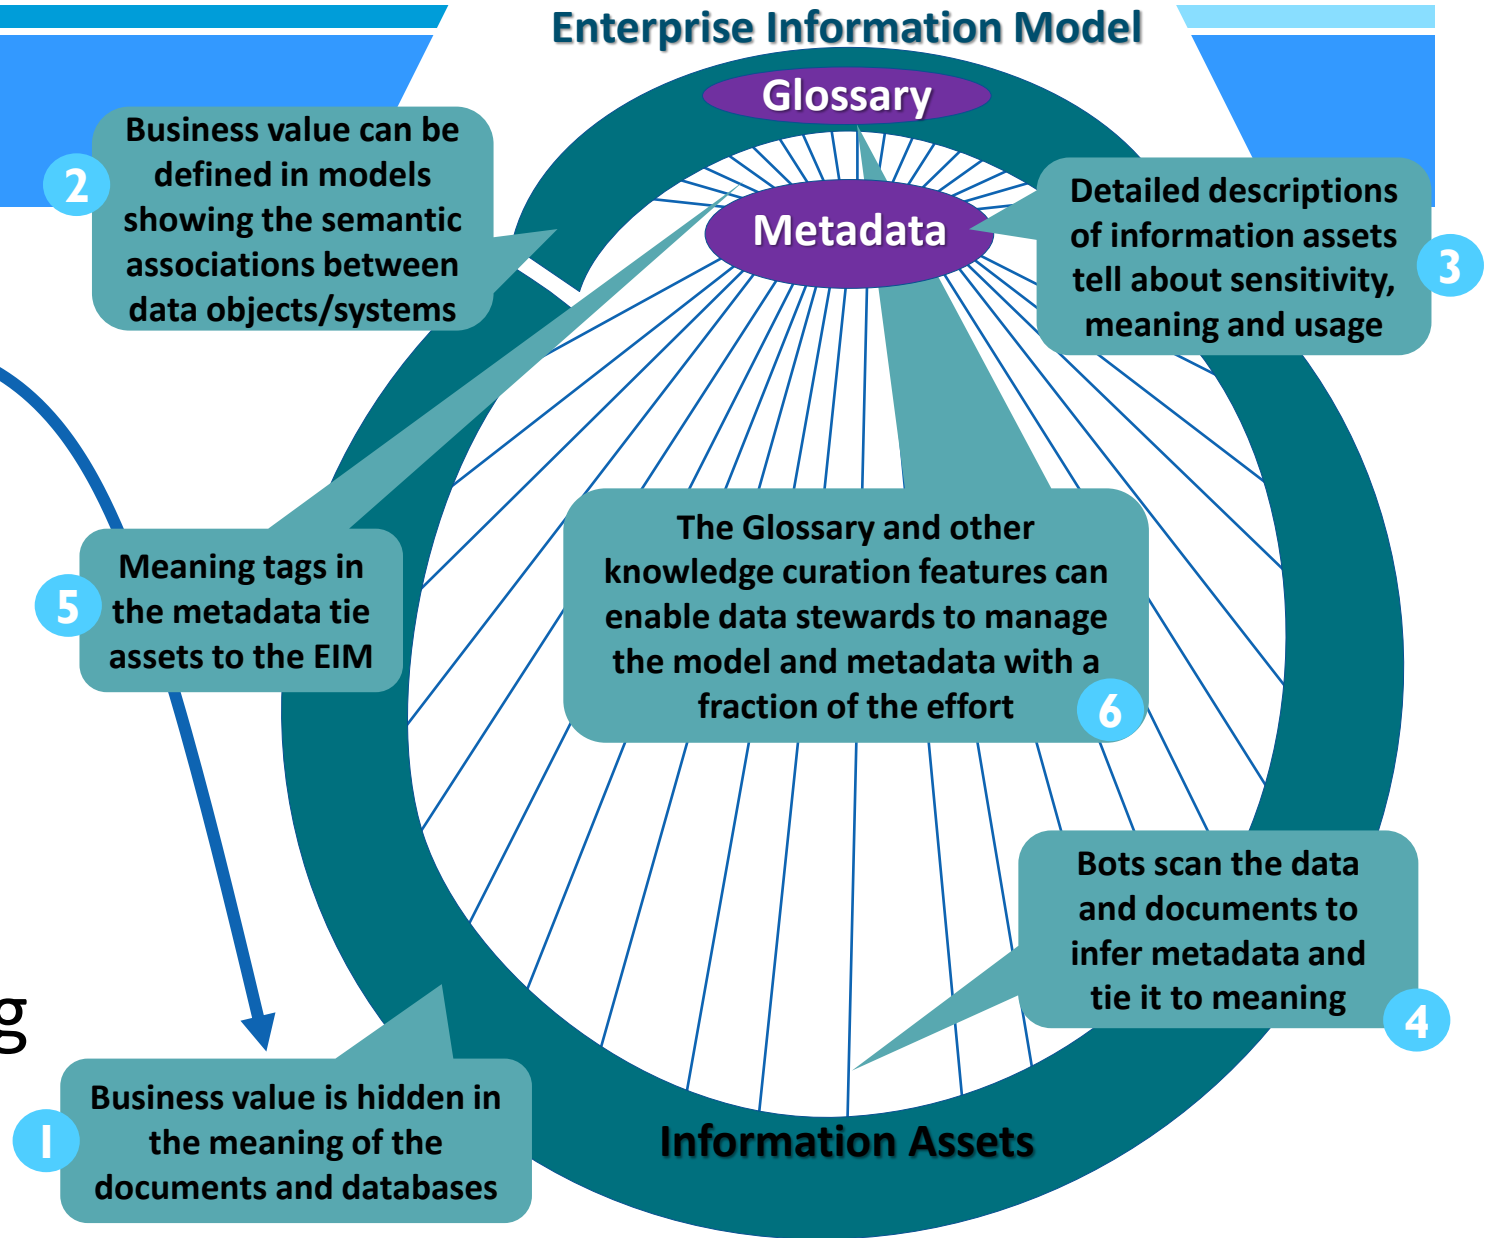 Enterprise Information Model
Glossary
Metadata
2
Business value can be
defined in models
showing the semantic
associations between
data objects/systems
Detailed descriptions
of information assets
tell about sensitivity,
meaning and usage
3
5
Meaning tags in
the metadata tie
assets to the EIM
The Glossary and other
knowledge curation features can
enable data stewards to manage
the model and metadata with a
fraction of the effort
6
Bots scan the data
and documents to
infer metadata and
tie it to meaning
4
g
1
Business value is hidden in
the meaning of the
documents and databases
Information Assets